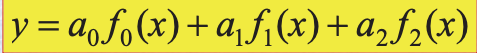 y = a₀f₀(x) + a₁f₁(x) + a₂f₂(x)